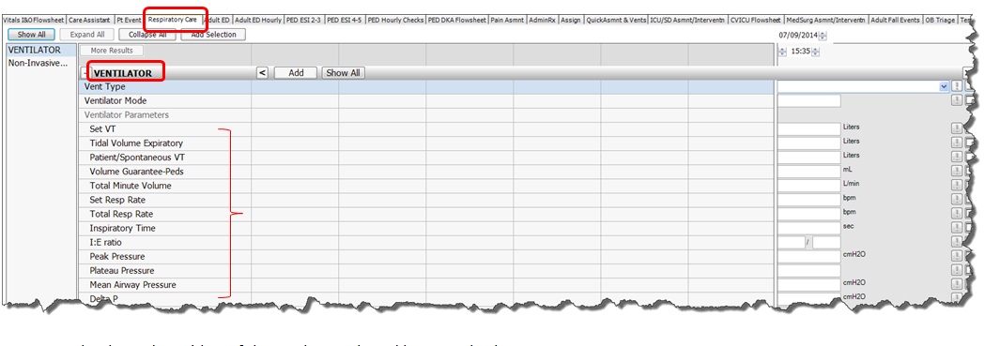 Vitals I&O Flowsheet Care Assistant Pt Event Respiratory Care Adult ED Adult ED Hourly PED ESI 2-3 PED ESI 4-5 PED Hourly Checks PED DKA Flowsheet Pain Asmnt AdminRx Assign QuickAsmnt & Vents ICU/SD Asmnt/Interventn CVICU Flowsheet MedSurg Asmnt/Interventn Adult Fall Events OB Triage
Show All Expand All Collapse All Add Selection 07/09/2014
VENTILATOR More Results 15:35
Non-Invasive...
- VENTILATOR < Add Show All
Vent Type
Ventilator Mode
Ventilator Parameters
Set VT Liters
Tidal Volume Expiratory Liters
Patient/Spontaneous VT Liters
Volume Guarantee-Peds mL
Total Minute Volume L/min
Set Resp Rate bpm
Total Resp Rate bpm
Inspiratory Time sec
I:E ratio /
Peak Pressure cmH2O
Plateau Pressure
Mean Airway Pressure cmH2O
Delta P cmH2O